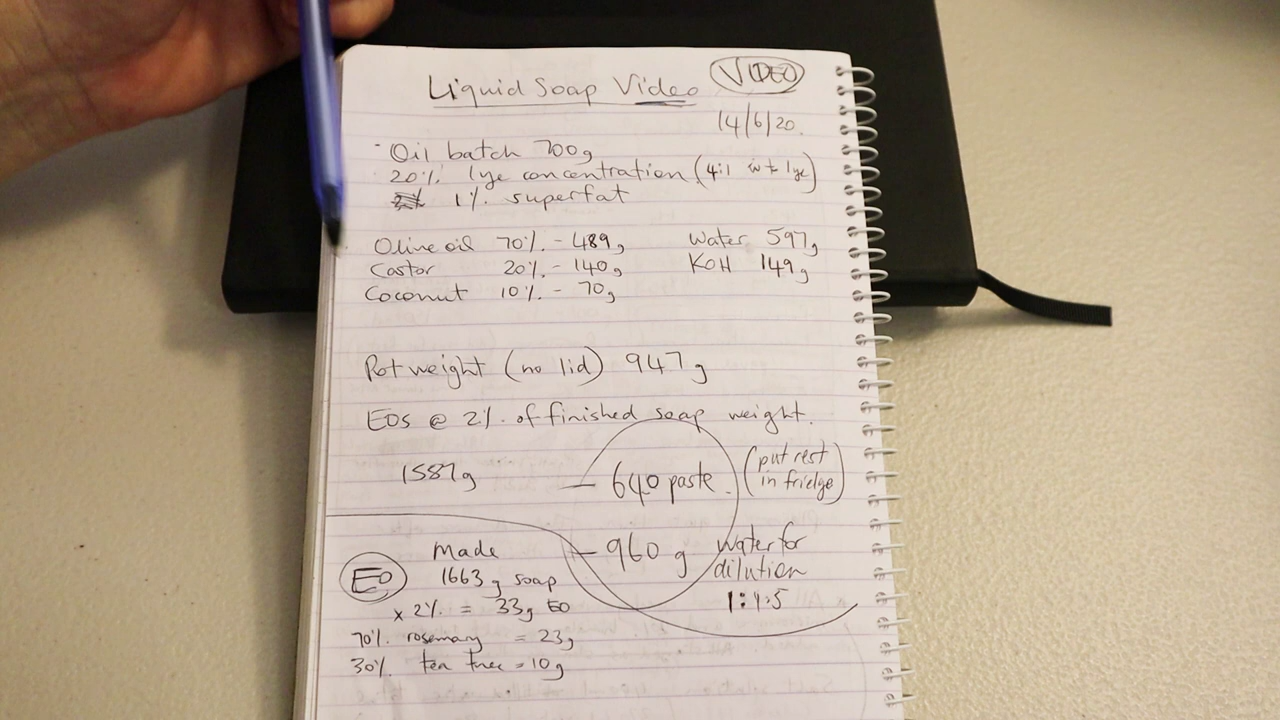 Liquid Soap Video
VIDEO
14/6/20.
Oil batch 700g
20% lye concentration (4:1 wtr lye)
1% superfat
Olive oil 70% - 489g Water 597g
Castor 20% - 140g KOH 149g
Coconut 10% - 70g
Pot weight (no lid) 947g
EOs @ 2% of finished soap weight.
1587g - 640 paste. (put rest in fridge)
- 960 g Water for dilution
1:1.5
EO
Made
1663g soap
x 2% = 33g EO
70% rosemary = 23g
30% tea tree = 10g